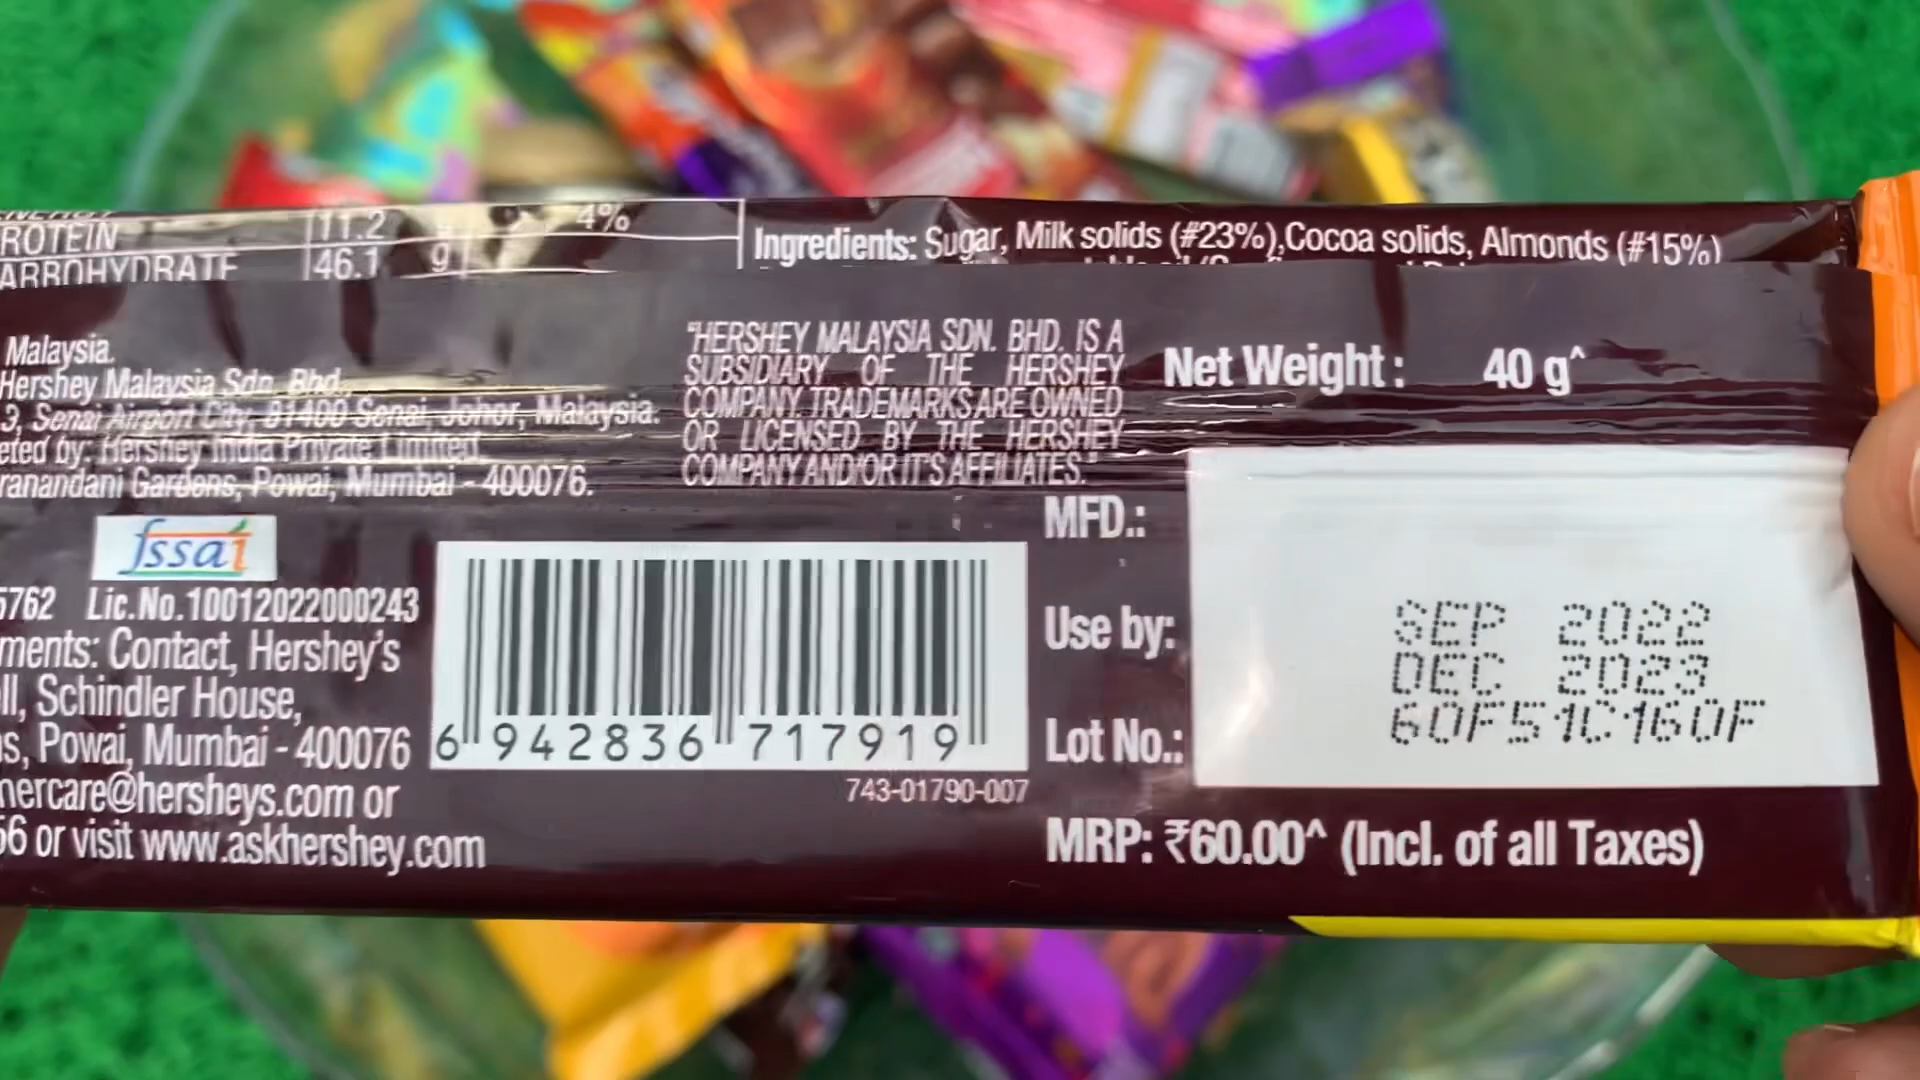 ROTEIN 11.2 g 4%
ARBOHYDRATE 46.1 g
Ingredients: Sugar, Milk solids (#23%),Cocoa solids, Almonds (#15%)
Malaysia.
Hershey Malaysia Sdn. Bhd.,
3, Senai Airport City, 81400 Senai, Johor, Malaysia.
eted by: Hershey India Private Limited,
ranandani Gardens, Powai, Mumbai - 400076.
"HERSHEY MALAYSIA SDN. BHD. IS A
SUBSIDIARY OF THE HERSHEY
COMPANY. TRADEMARKS ARE OWNED
OR LICENSED BY THE HERSHEY
COMPANY AND/OR IT'S AFFILIATES."
Net Weight: 40 g^
fssai
5762 Lic.No.10012022000243
ments: Contact, Hershey's
ll, Schindler House,
s, Powai, Mumbai - 400076
mercare@hersheys.com or
56 or visit www.askhershey.com
6 942836 717919
743-01790-007
MFD.:
Use by:
Lot No.:
SEP 2022
DEC 2023
60F51C160F
MRP: ₹60.00^ (Incl. of all Taxes)